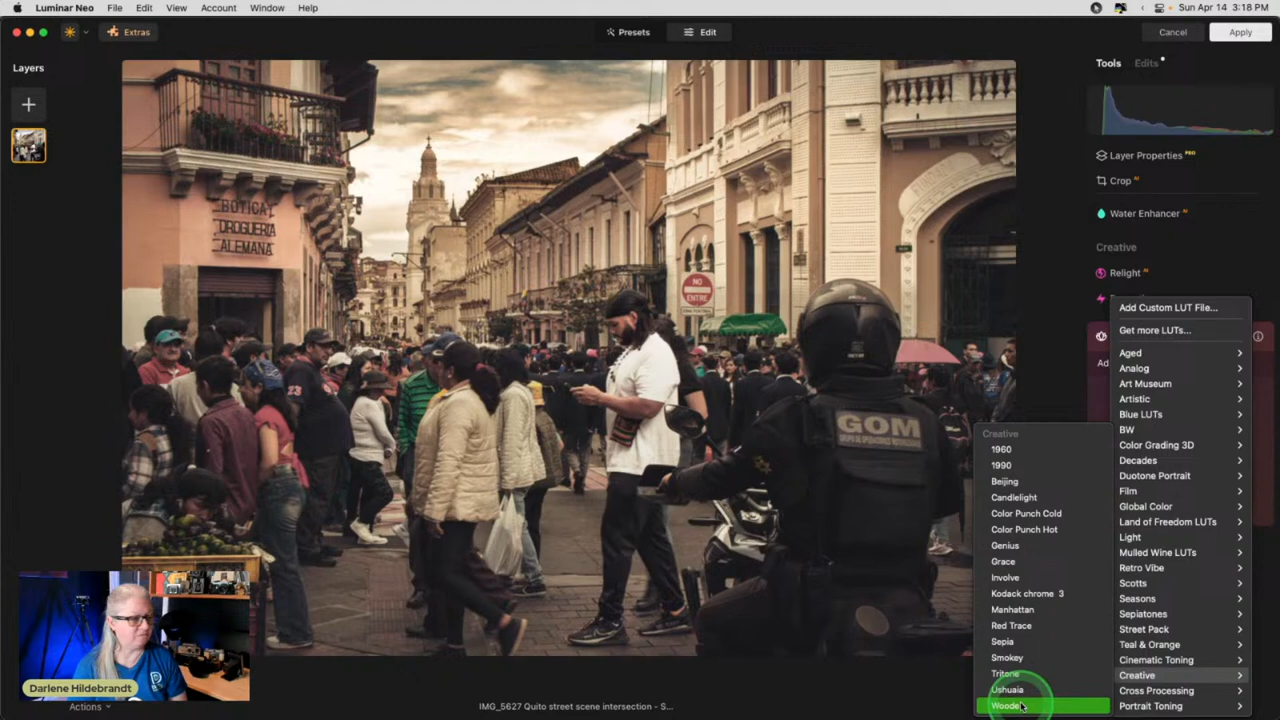 Luminar Neo File Edit View Account Window Help
Sun Apr 14 3:18 PM
Extras
Presets
Edit
Cancel
Apply
Layers
Tools
Edits
Layer Properties PRO
Crop
Water Enhancer
Creative
Relight
Add Custom LUT File...
Get more LUTs...
Ad
Aged
Analog
Art Museum
Artistic
Blue LUTs
BW
Color Grading 3D
Decades
Duotone Portrait
Film
Global Color
Land of Freedom LUTs
Light
Mulled Wine LUTs
Retro Vibe
Scotts
Seasons
Sepiatones
Street Pack
Teal & Orange
Cinematic Toning
Creative
Cross Processing
Portrait Toning
Creative
1960
1990
Beijing
Candlelight
Color Punch Cold
Color Punch Hot
Genius
Grace
Involve
Kodack chrome 3
Manhattan
Red Trace
Sepia
Smokey
Tritone
Ushuaia
BOTICA
DROGUERIA
ALEMANA
NO
ENTRE
23
GOM
Darlene Hildebrandt
Actions
IMG_5627 Quito street scene intersection - S...